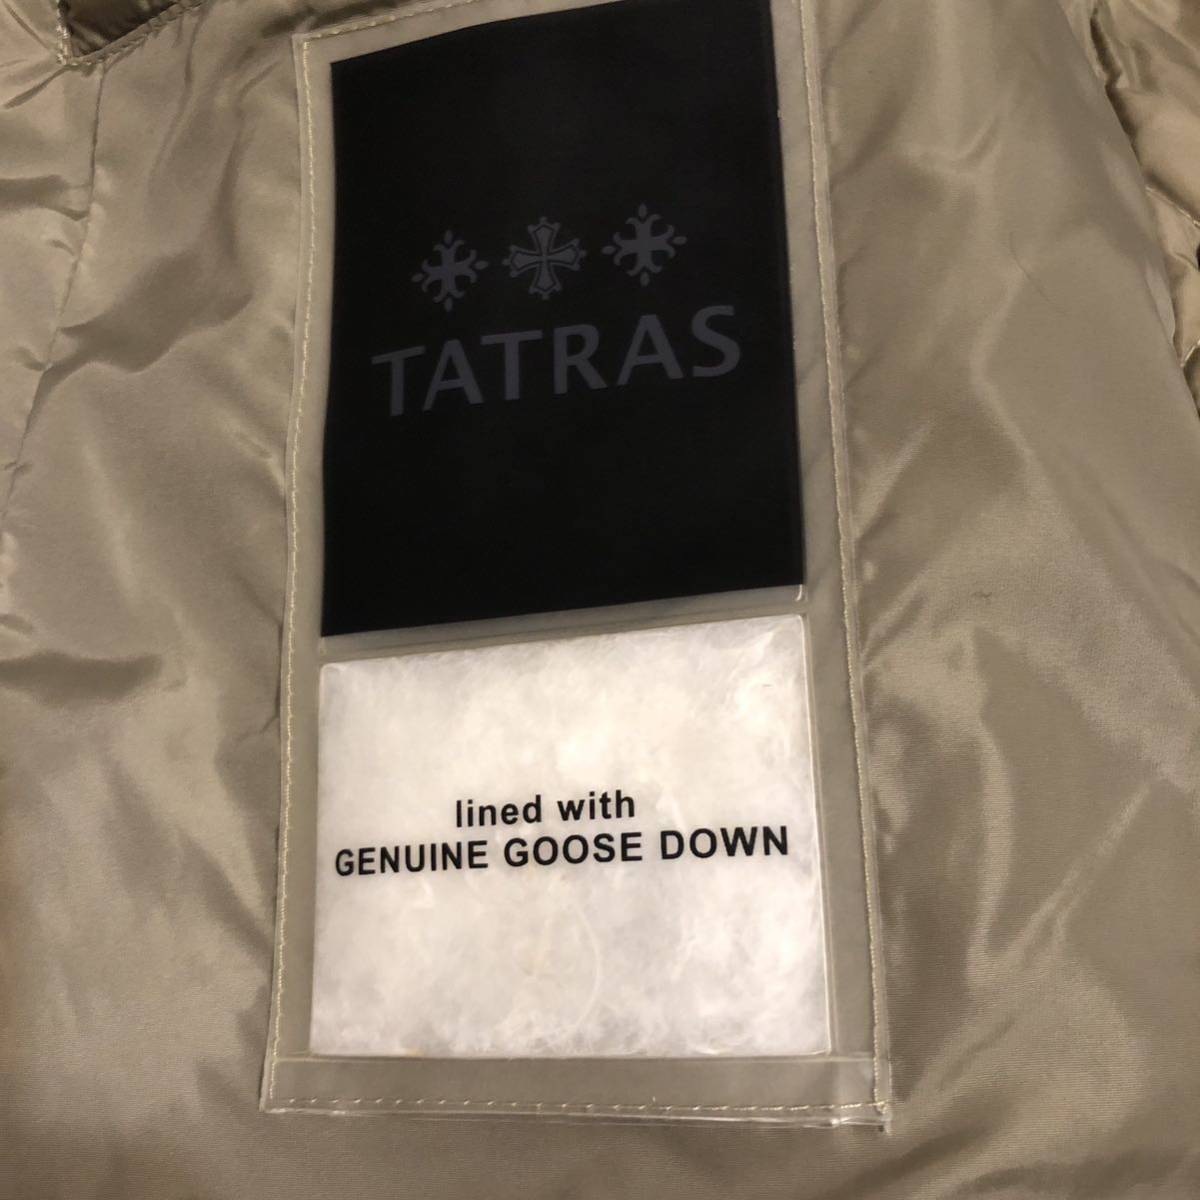 TATRAS
lined with
GENUINE GOOSE DOWN